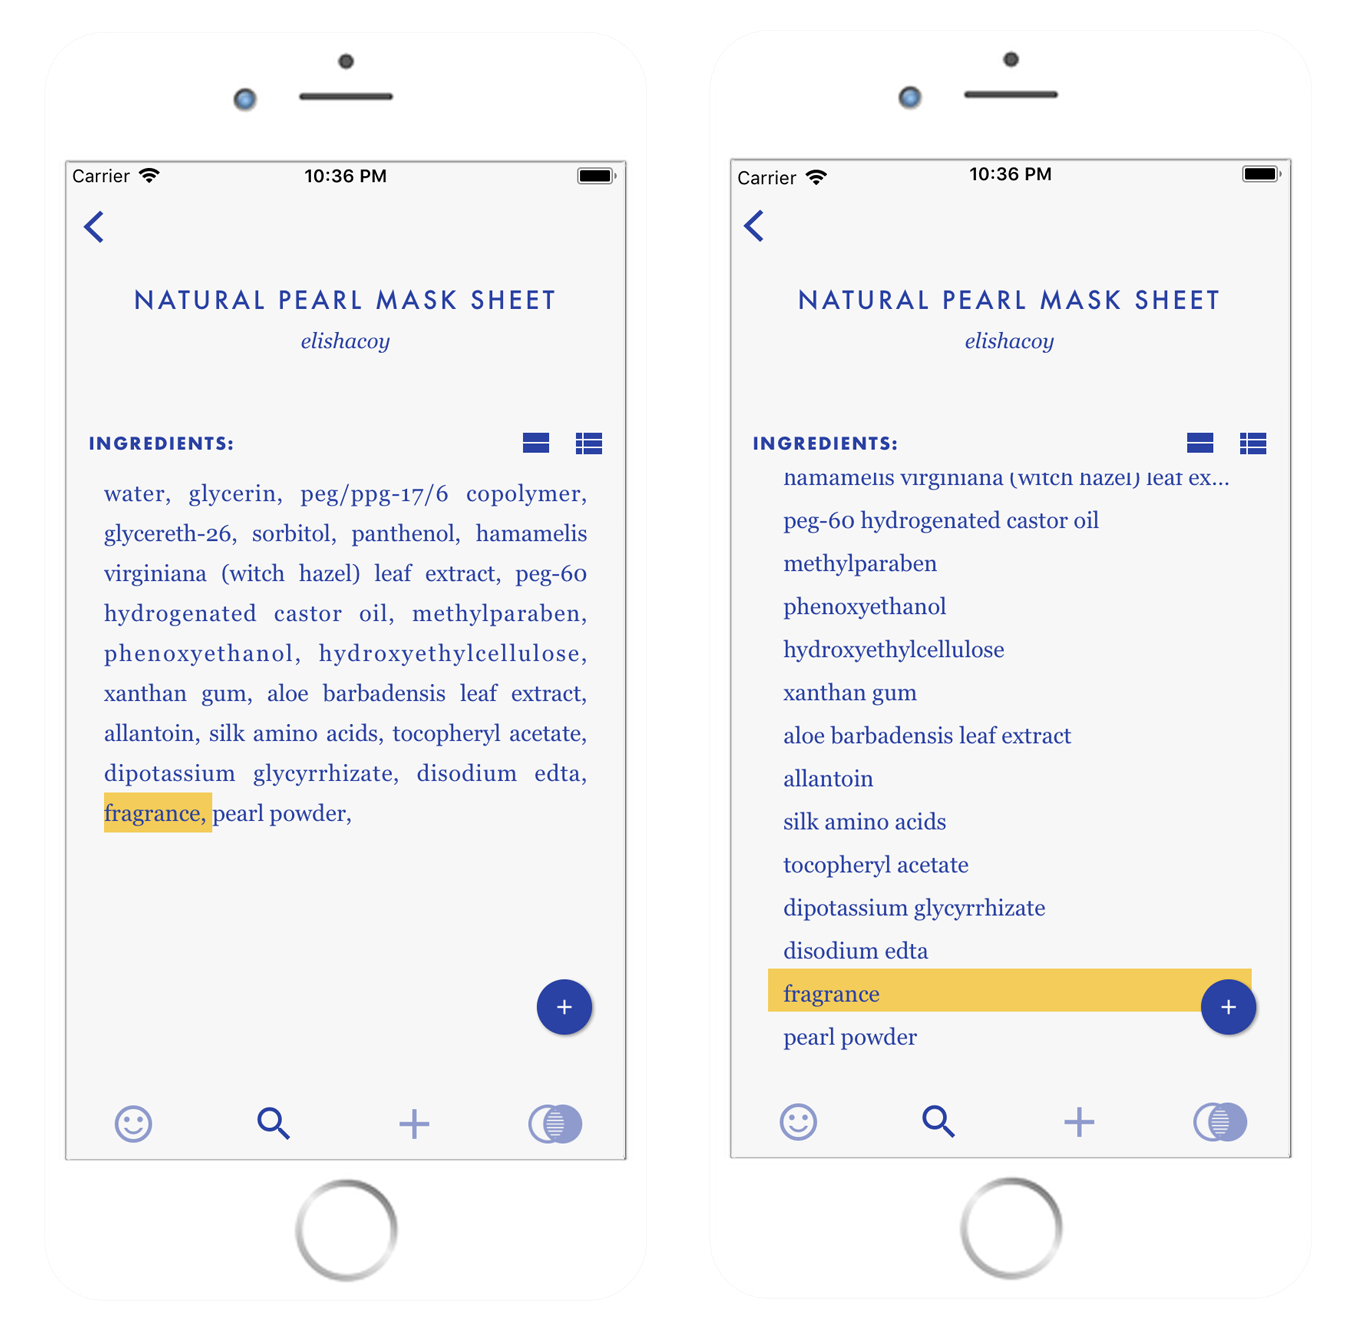 Carrier
10:36 PM
NATURAL PEARL MASK SHEET
elishacoy
INGREDIENTS:
water, glycerin, peg/ppg-17/6 copolymer,
glycereth-26, sorbitol, panthenol, hamamelis
virginiana (witch hazel) leaf extract, peg-60
hydrogenated castor oil, methylparaben,
phenoxyethanol, hydroxyethylcellulose,
xanthan gum, aloe barbadensis leaf extract,
allantoin, silk amino acids, tocopheryl acetate,
dipotassium glycyrrhizate, disodium edta,
fragrance, pearl powder,
Carrier
10:36 PM
NATURAL PEARL MASK SHEET
elishacoy
INGREDIENTS:
hamamelis virginiana (witch hazel) leaf ex...
peg-60 hydrogenated castor oil
methylparaben
phenoxyethanol
hydroxyethylcellulose
xanthan gum
aloe barbadensis leaf extract
allantoin
silk amino acids
tocopheryl acetate
dipotassium glycyrrhizate
disodium edta
fragrance
pearl powder